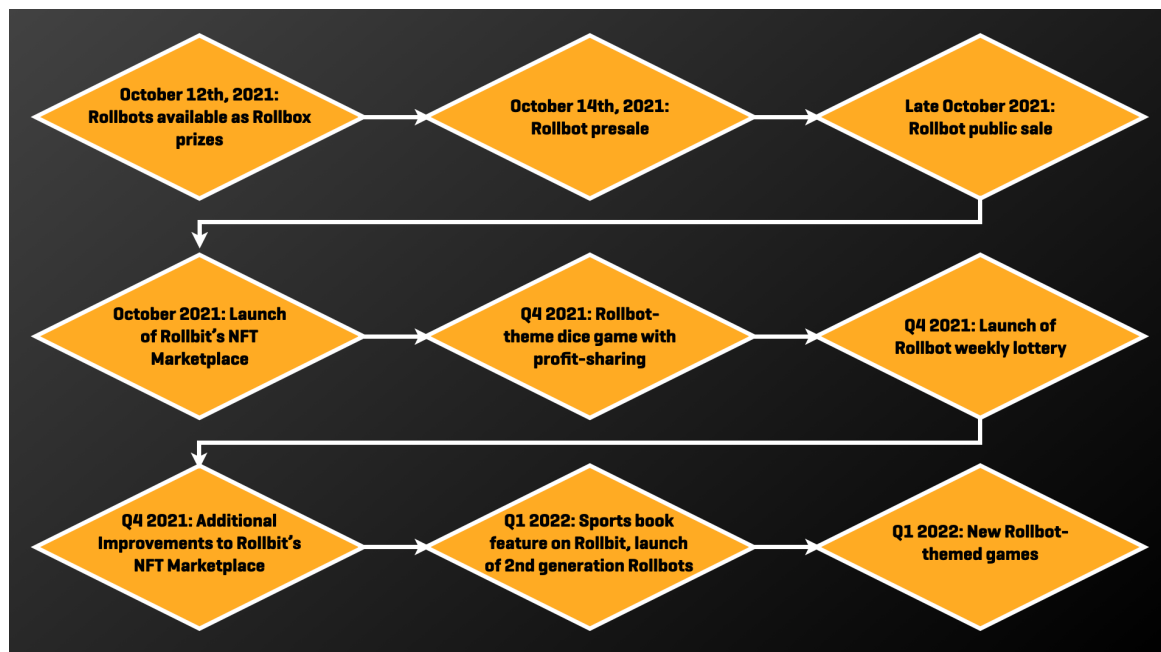 October 12th, 2021:
Rollbots available as Rollbox
prizes
October 14th, 2021:
Rollbot presale
Late October 2021:
Rollbot public sale
October 2021: Launch
of Rollbit's NFT
Marketplace
Q4 2021: Rollbot-
theme dice game with
profit-sharing
Q4 2021: Launch of
Rollbot weekly lottery
Q4 2021: Additional
Improvements to Rollbit's
NFT Marketplace
Q1 2022: Sports book
feature on Rollbit, launch
of 2nd generation Rollbots
Q1 2022: New Rollbot-
themed games